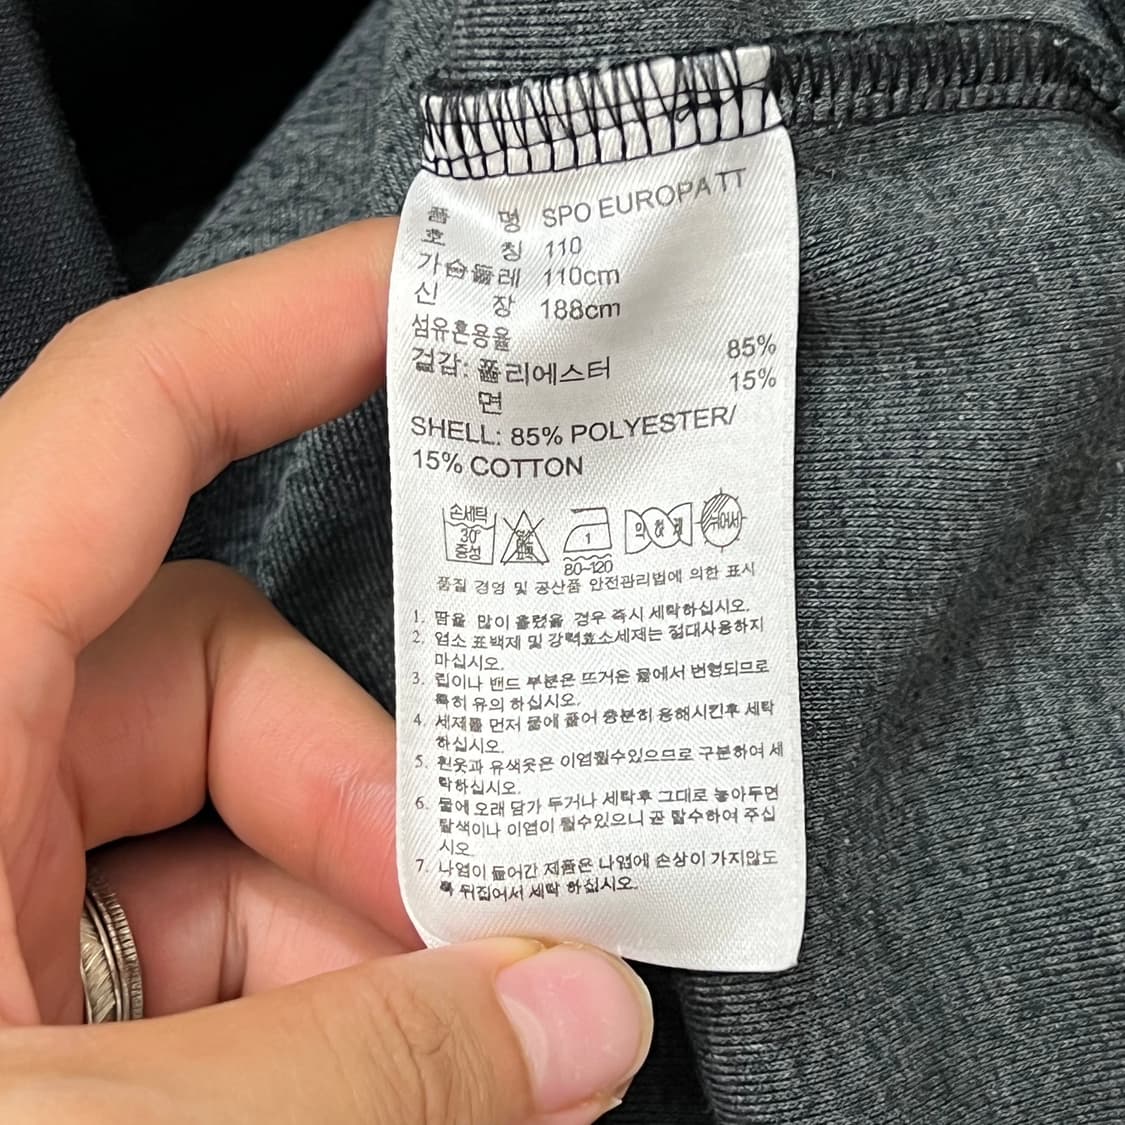 품 명 SPO EUROPA TT
호 칭 110
가슴둘레 110cm
신 장 188cm
섬유혼용율
겉감: 폴리에스터 85%
면 15%
SHELL: 85% POLYESTER/
15% COTTON
손세탁
30°
중성
1
80~120
약 하 게
뉘어서
품질 경영 및 공산품 안전관리법에 의한 표시
1. 땀을 많이 흘렸을 경우 즉시 세탁하십시오.
2. 염소 표백제 및 강력효소세제는 절대사용하지
마십시오.
3. 립이나 밴드 부분은 뜨거운 물에서 변형되므로
특히 유의 하십시오.
4. 세제를 먼저 물에 풀어 충분히 용해시킨후 세탁
하십시오.
5. 흰옷과 유색옷은 이염될수있으므로 구분하여 세
탁하십시오.
6. 물에 오래 담가 두거나 세탁후 그대로 놓아두면
탈색이나 이염이 될수있으니 곧 탈수하여 주십
시오.
7. 나염이 들어간 제품은 나염에 손상이 가지않도
록 뒤집어서 세탁 하십시오.